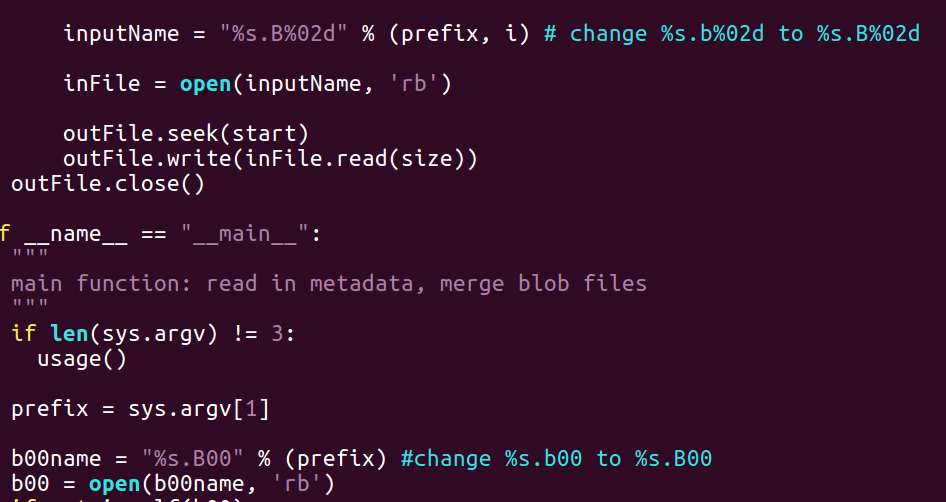 inputName = "%s.B%02d" % (prefix, i) # change %s.b%02d to %s.B%02d
inFile = open(inputName, 'rb')
outFile.seek(start)
outFile.write(inFile.read(size))
outFile.close()
f __name__ == "__main__":
"""
main function: read in metadata, merge blob files
"""
if len(sys.argv) != 3:
usage()
prefix = sys.argv[1]
b00name = "%s.B00" % (prefix) #change %s.b00 to %s.B00
b00 = open(b00name, 'rb')